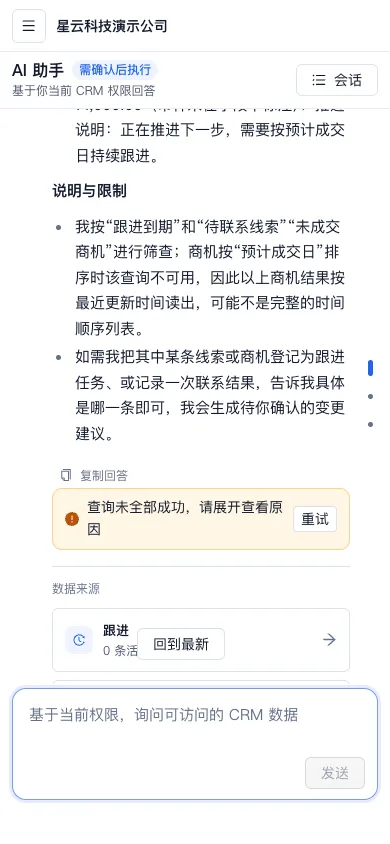 星云科技演示公司
AI 助手
需确认后执行
基于你当前 CRM 权限回答
会话
说明：正在推进下一步，需要按预计成交
日持续跟进。
说明与限制
我按“跟进到期”和“待联系线索”“未成交
商机”进行筛查；商机按“预计成交日”排
序时该查询不可用，因此以上商机结果按
最近更新时间读出，可能不是完整的时间
顺序列表。
如需我把其中某条线索或商机登记为跟进
任务、或记录一次联系结果，告诉我具体
是哪一条即可，我会生成待你确认的变更
建议。
复制回答
查询未全部成功，请展开查看原
因
重试
数据来源
跟进
0 条活
回到最新
基于当前权限，询问可访问的 CRM 数据
发送